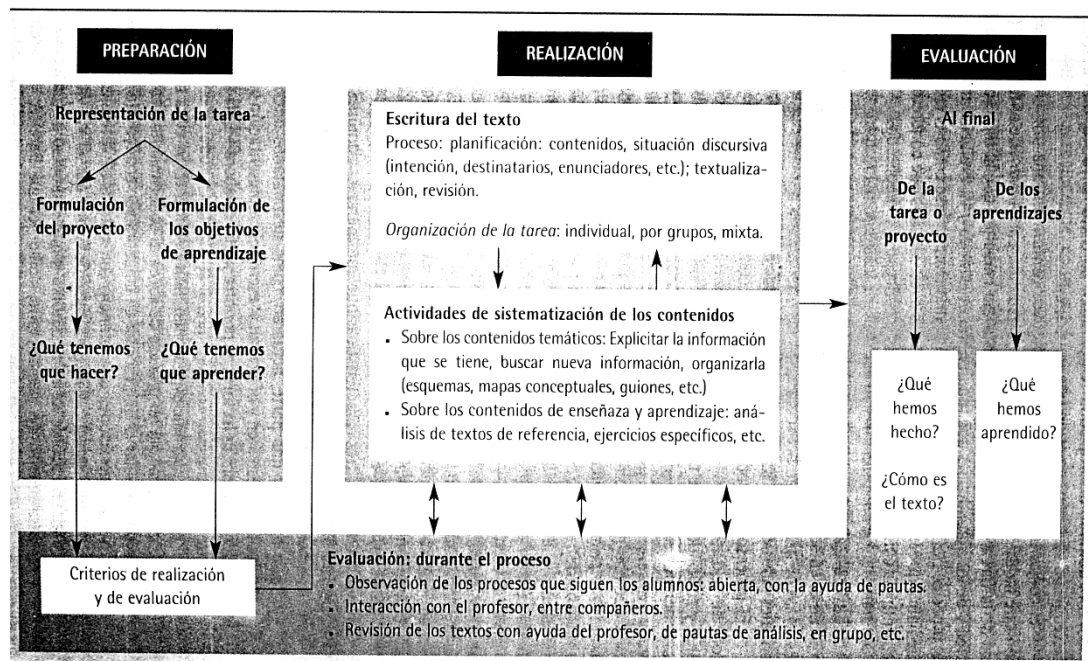 PREPARACIÓN
REALIZACIÓN
EVALUACIÓN
Representación de la tarea
Formulación
del proyecto
Formulación de
los objetivos
de aprendizaje
¿Qué tenemos
que hacer?
¿Qué tenemos
que aprender?
Criterios de realización
y de evaluación
Escritura del texto
Proceso: planificación: contenidos, situación discursiva
(intención, destinatarios, enunciadores, etc.); textualiza-
ción, revisión.
Organización de la tarea: individual, por grupos, mixta.
Actividades de sistematización de los contenidos
▪ Sobre los contenidos temáticos: Explicitar la información
que se tiene, buscar nueva información, organizarla
(esquemas, mapas conceptuales, guiones, etc.)
▪ Sobre los contenidos de enseñaza y aprendizaje: aná-
lisis de textos de referencia, ejercicios específicos, etc.
Evaluación: durante el proceso
▪ Observación de los procesos que siguen los alumnos: abierta, con la ayuda de pautas.
▪ Interacción con el profesor, entre compañeros.
▪ Revisión de los textos con ayuda del profesor, de pautas de análisis, en grupo, etc.
Al final
De la
tarea o
proyecto
De los
aprendizajes
¿Qué
hemos
hecho?
¿Cómo es
el texto?
¿Qué
hemos
aprendido?